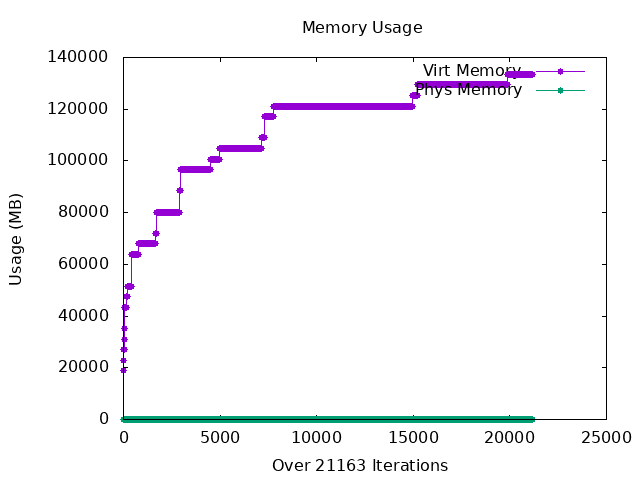 Memory Usage
140000
120000
100000
80000
60000
40000
20000
0
Usage (MB)
Virt Memory
Phys Memory
0 5000 10000 15000 20000 25000
Over 21163 Iterations